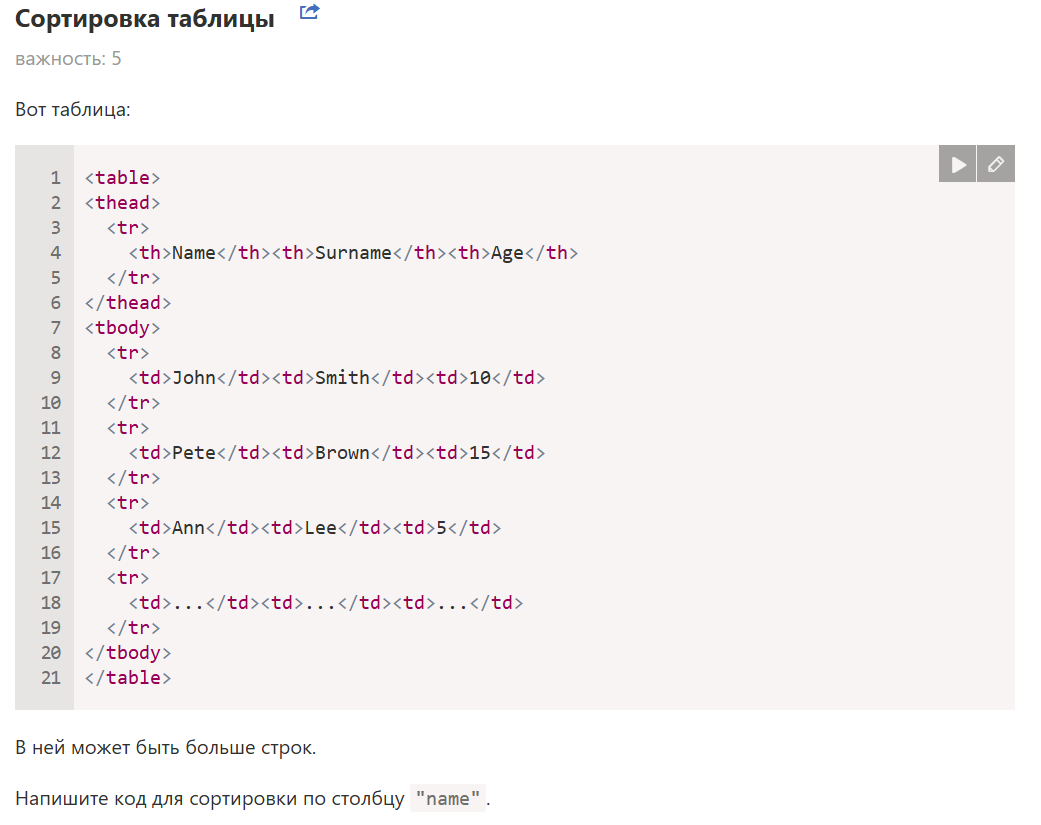 Сортировка таблицы
важность: 5
Вот таблица:
1 <table>
2 <thead>
3   <tr>
4     <th>Name</th><th>Surname</th><th>Age</th>
5   </tr>
6 </thead>
7 <tbody>
8   <tr>
9     <td>John</td><td>Smith</td><td>10</td>
10   </tr>
11   <tr>
12     <td>Pete</td><td>Brown</td><td>15</td>
13   </tr>
14   <tr>
15     <td>Ann</td><td>Lee</td><td>5</td>
16   </tr>
17   <tr>
18     <td>...</td><td>...</td><td>...</td>
19   </tr>
20 </tbody>
21 </table>
В ней может быть больше строк.
Напишите код для сортировки по столбцу "name".